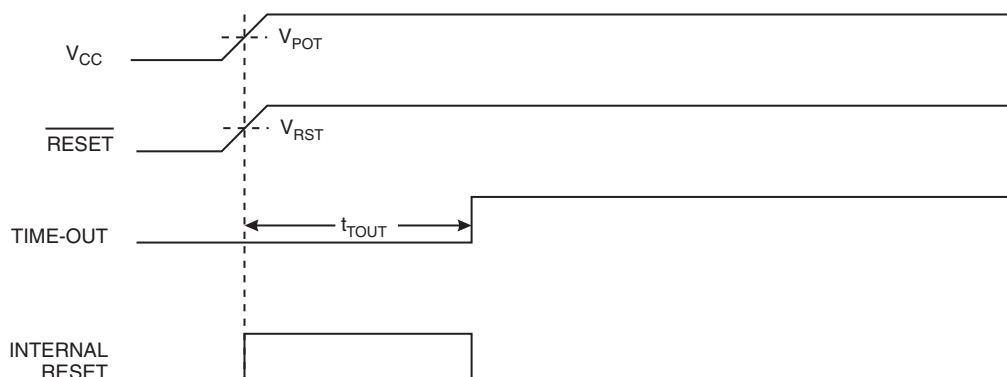 VCC
VPOT
RESET
VRST
TIME-OUT
tTOUT
INTERNAL
RESET